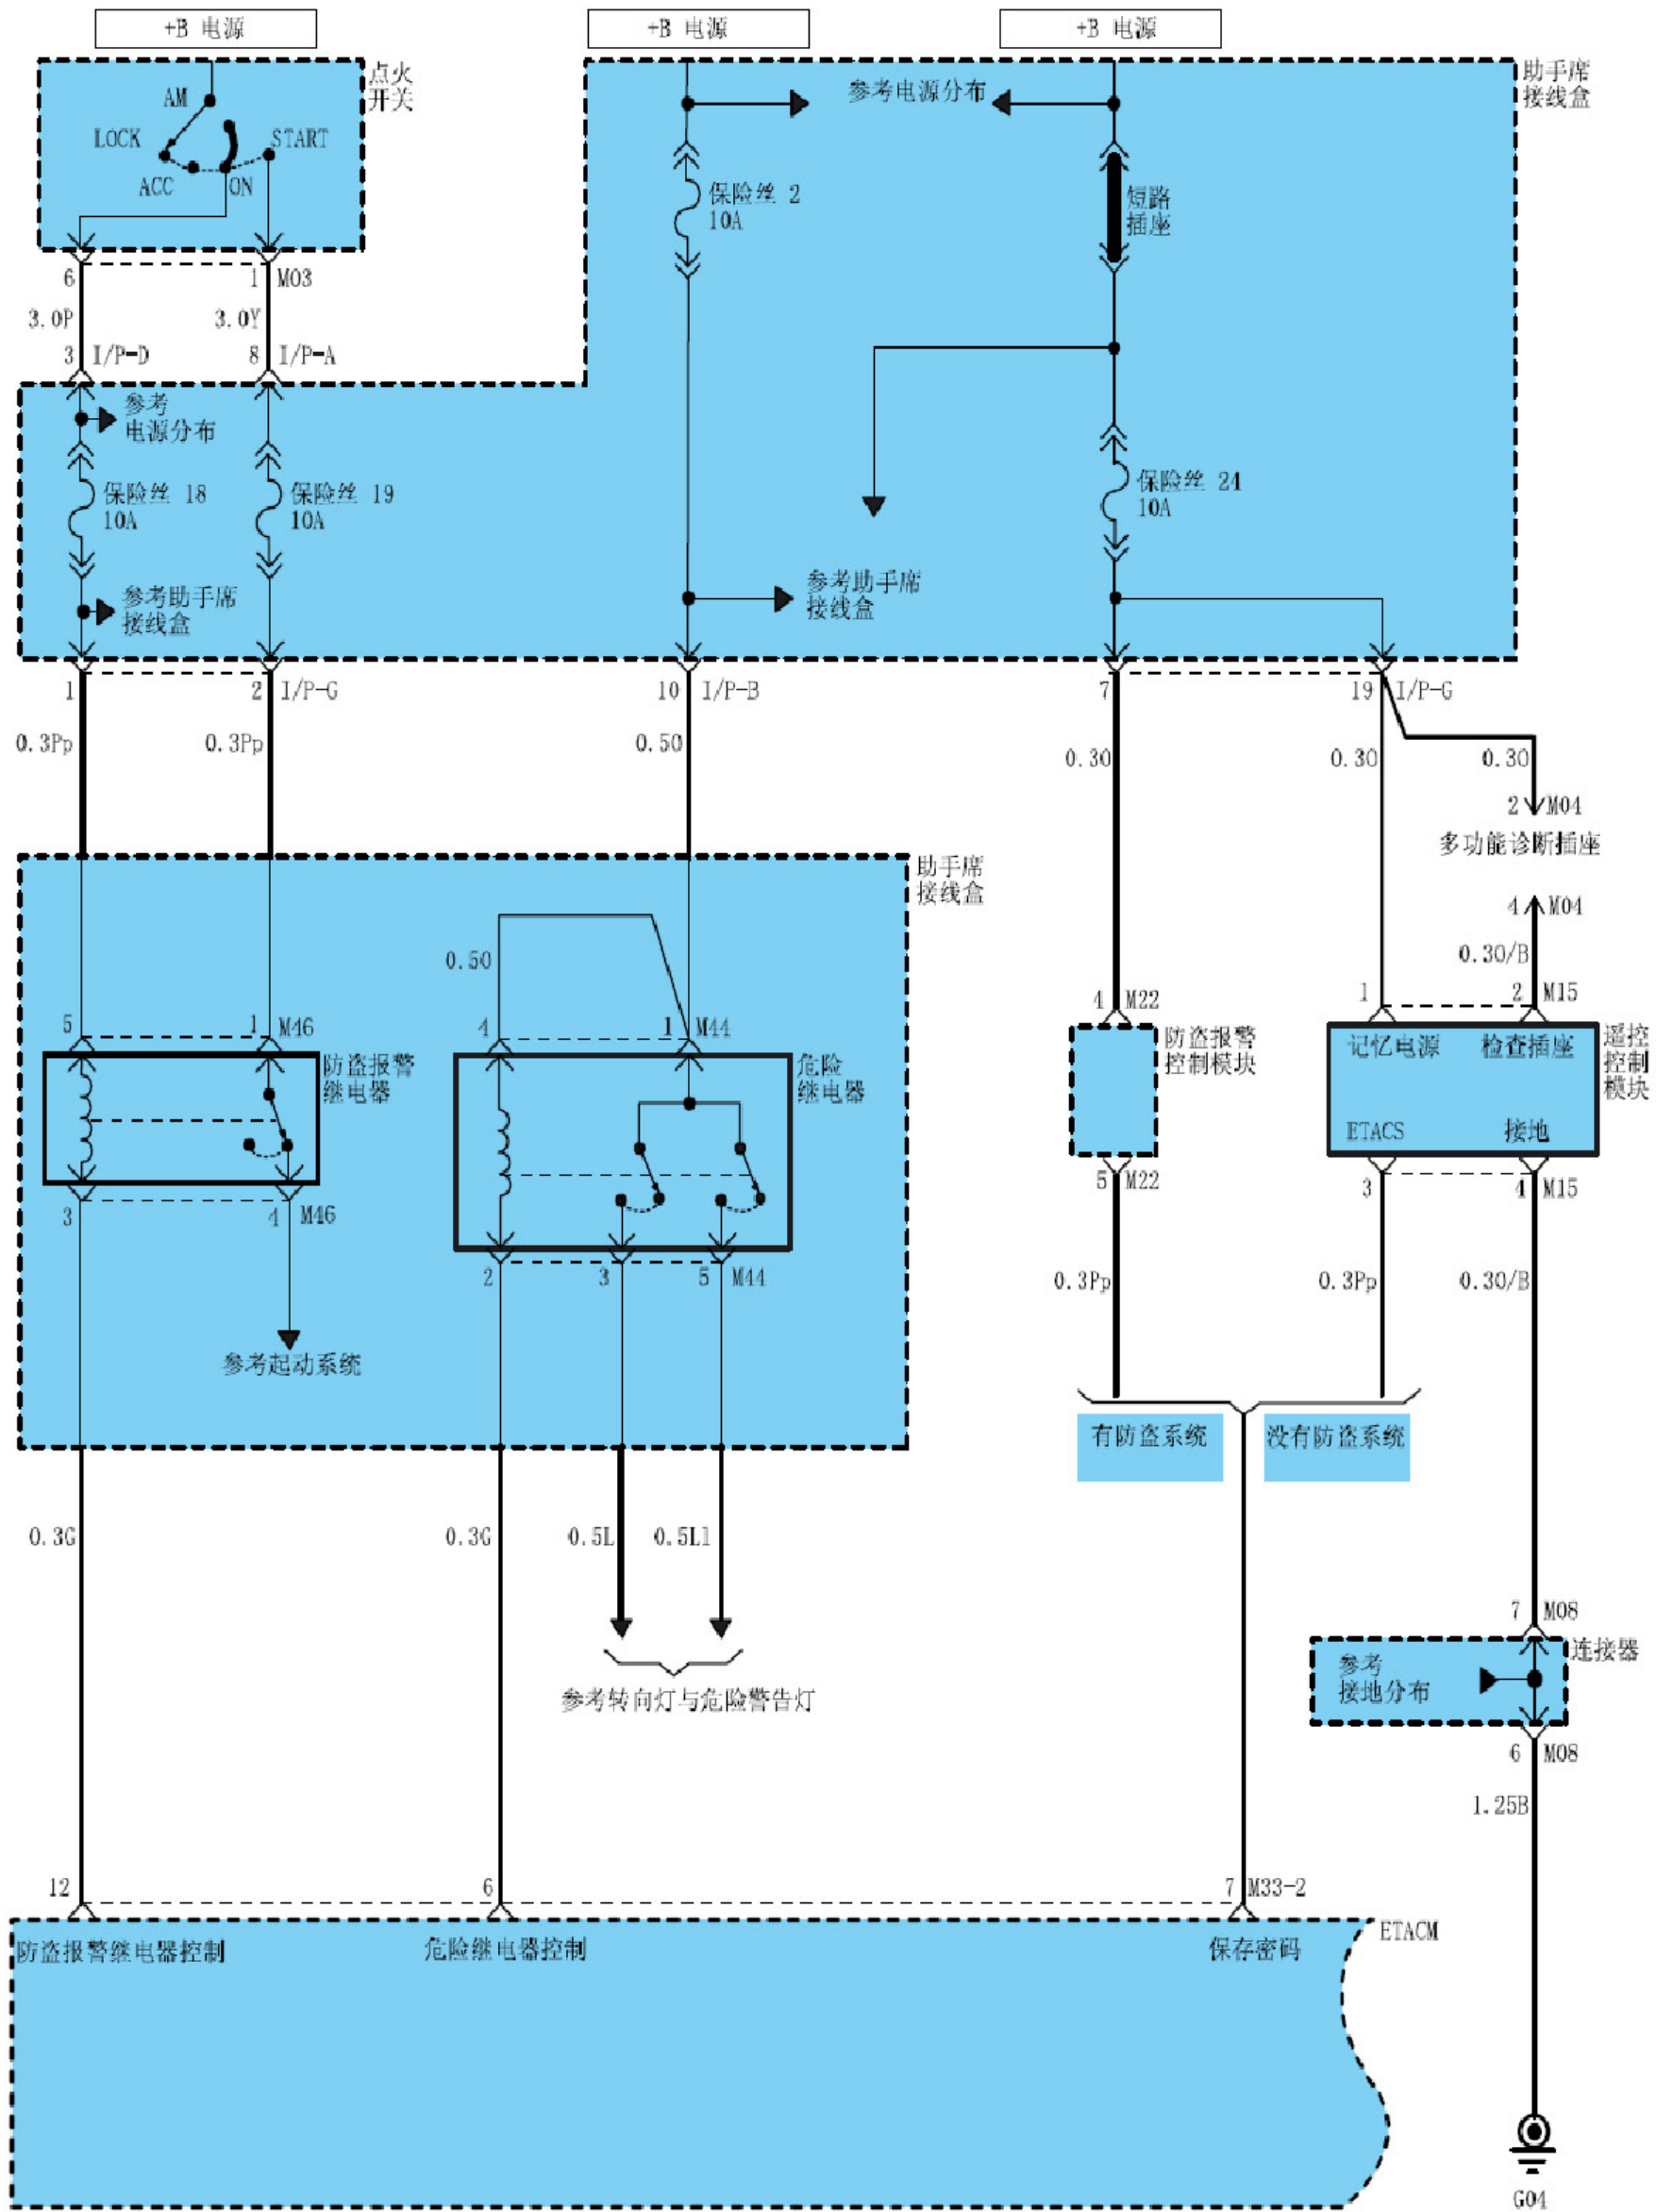 +B 电源
+B 电源
+B 电源
点火
开关
AM
LOCK
START
ACC
ON
参考电源分布
助手席
接线盒
保险丝 2
10A
短路
插座
6
1
M03
3.0P
3.0Y
3
I/P-D
8
I/P-A
参考
电源分布
保险丝 18
10A
保险丝 19
10A
保险丝 24
10A
参考助手席
接线盒
参考助手席
接线盒
1
2
I/P-G
10
I/P-B
7
19
I/P-G
0.3Pp
0.3Pp
0.5O
0.3O
0.3O
0.3O
2
M04
多功能诊断插座
助手席
接线盒
4
M04
0.3O/B
0.5O
5
1
M46
4
1
M44
4
M22
1
2
M15
防盗报警
继电器
危险
继电器
防盗报警
控制模块
记忆电源
检查插座
遥控
控制
模块
ETACS
接地
3
4
M46
5
M22
3
4
M15
2
3
5
M44
0.3Pp
0.3Pp
0.3O/B
参考起动系统
有防盗系统
没有防盗系统
0.3G
0.3G
0.5L
0.5Ll
7
M08
参考
接地分布
连接器
参考转向灯与危险警告灯
6
M08
1.25B
12
6
7
M33-2
ETACM
防盗报警继电器控制
危险继电器控制
保存密码
G04